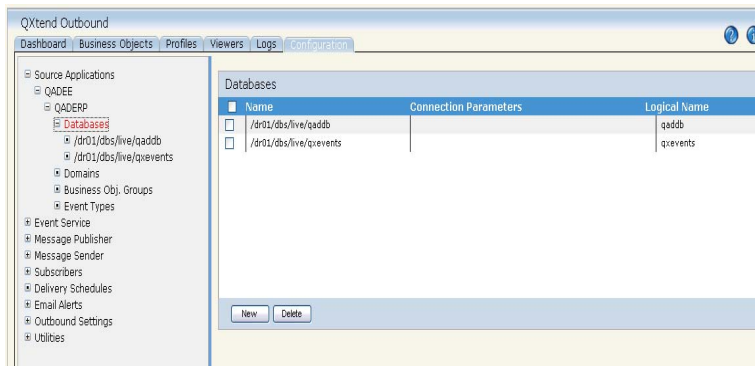 QXtend Outbound
Dashboard Business Objects Profiles Viewers Logs Configuration
Source Applications
QADEE
QADERP
Databases
/dr01/dbs/live/qaddb
/dr01/dbs/live/qxevents
Domains
Business Obj. Groups
Event Types
Event Service
Message Publisher
Message Sender
Subscribers
Delivery Schedules
Email Alerts
Outbound Settings
Utilities
Databases
Name Connection Parameters Logical Name
/dr01/dbs/live/qaddb qaddb
/dr01/dbs/live/qxevents qxevents
New Delete